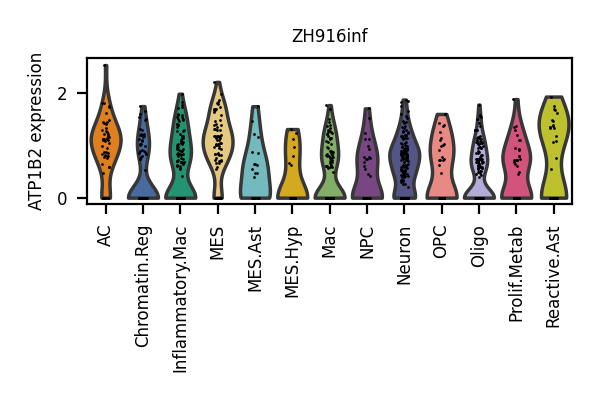 ZH916inf
ATP1B2 expression
2
0
AC
Chromatin.Reg
Inflammatory.Mac
MES
MES.Ast
MES.Hyp
Mac
NPC
Neuron
OPC
Oligo
Prolif.Metab
Reactive.Ast